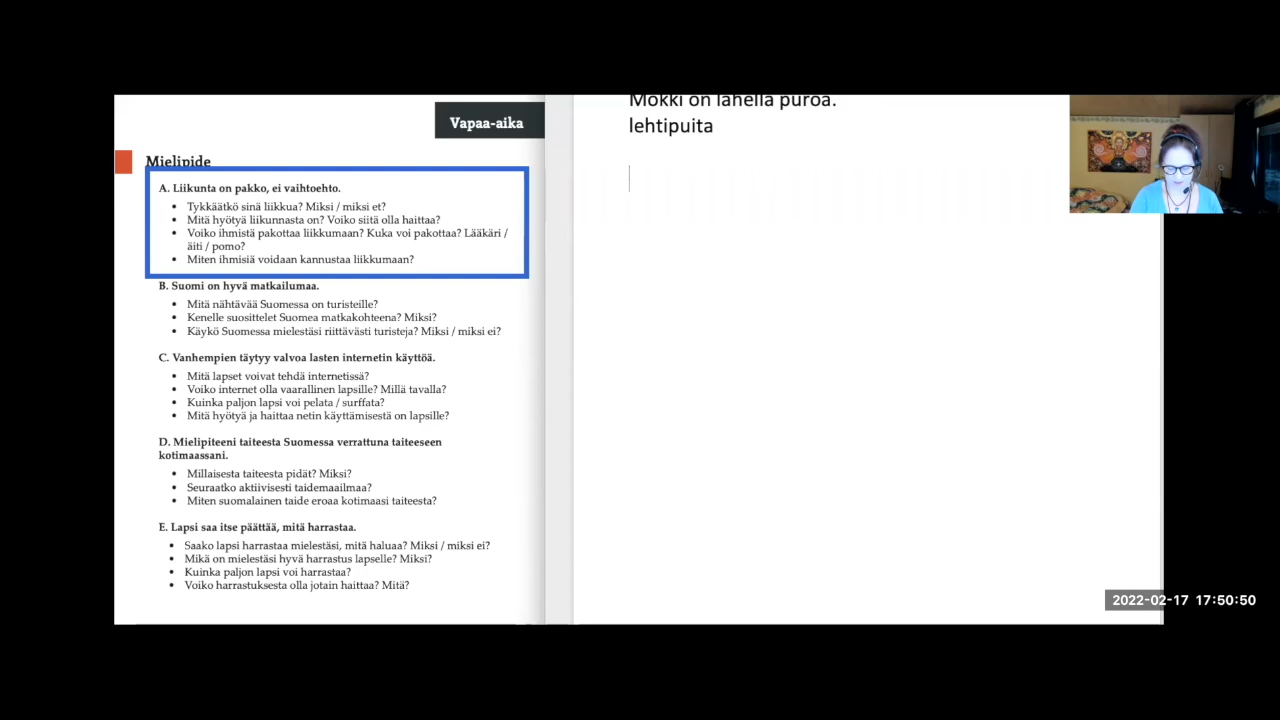 Vapaa-aika
Mielipide
A. Liikunta on pakko, ei vaihtoehto.
• Tykkäätkö sinä liikkua? Miksi / miksi et?
• Mitä hyötyä liikunnasta on? Voiko siitä olla haittaa?
• Voiko ihmistä pakottaa liikkumaan? Kuka voi pakottaa? Lääkäri /
äiti / pomo?
• Miten ihmisiä voidaan kannustaa liikkumaan?
B. Suomi on hyvä matkailumaa.
• Mitä nähtävää Suomessa on turisteille?
• Kenelle suosittelet Suomea matkakohteena? Miksi?
• Käykö Suomessa mielestäsi riittävästi turisteja? Miksi / miksi ei?
C. Vanhempien täytyy valvoa lasten internetin käyttöä.
• Mitä lapset voivat tehdä internetissä?
• Voiko internet olla vaarallinen lapsille? Millä tavalla?
• Kuinka paljon lapsi voi pelata / surffata?
• Mitä hyötyä ja haittaa netin käyttämisestä on lapsille?
D. Mielipiteeni taiteesta Suomessa verrattuna taiteeseen
kotimaassani.
• Millaisesta taiteesta pidät? Miksi?
• Seuraatko aktiivisesti taidemaailmaa?
• Miten suomalainen taide eroaa kotimaasi taiteesta?
E. Lapsi saa itse päättää, mitä harrastaa.
• Saako lapsi harrastaa mielestäsi, mitä haluaa? Miksi / miksi ei?
• Mikä on mielestäsi hyvä harrastus lapselle? Miksi?
• Kuinka paljon lapsi voi harrastaa?
• Voiko harrastuksesta olla jotain haittaa? Mitä?
Mökki on lähellä puroa.
lehtipuita
2022-02-17 17:50:50